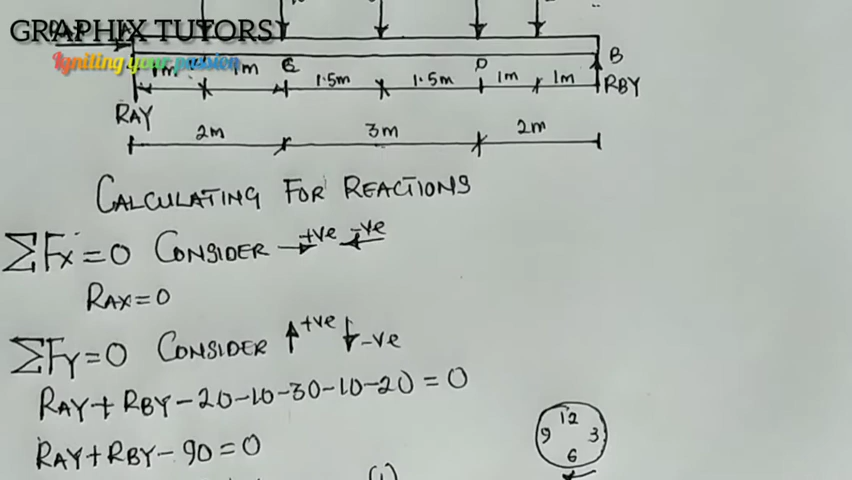 GRAPHIX TUTORS
Igniting your passion
B
C D
1m 1m 1.5m 1.5m 1m 1m RBY
RAY
2m 3m 2m
CALCULATING FOR REACTIONS
ΣFx=0 CONSIDER +ve -ve
RAX=0
ΣFy=0 CONSIDER +ve -ve
RAY+RBY-20-10-30-10-20=0
RAY+RBY-90=0
12
9 3
6